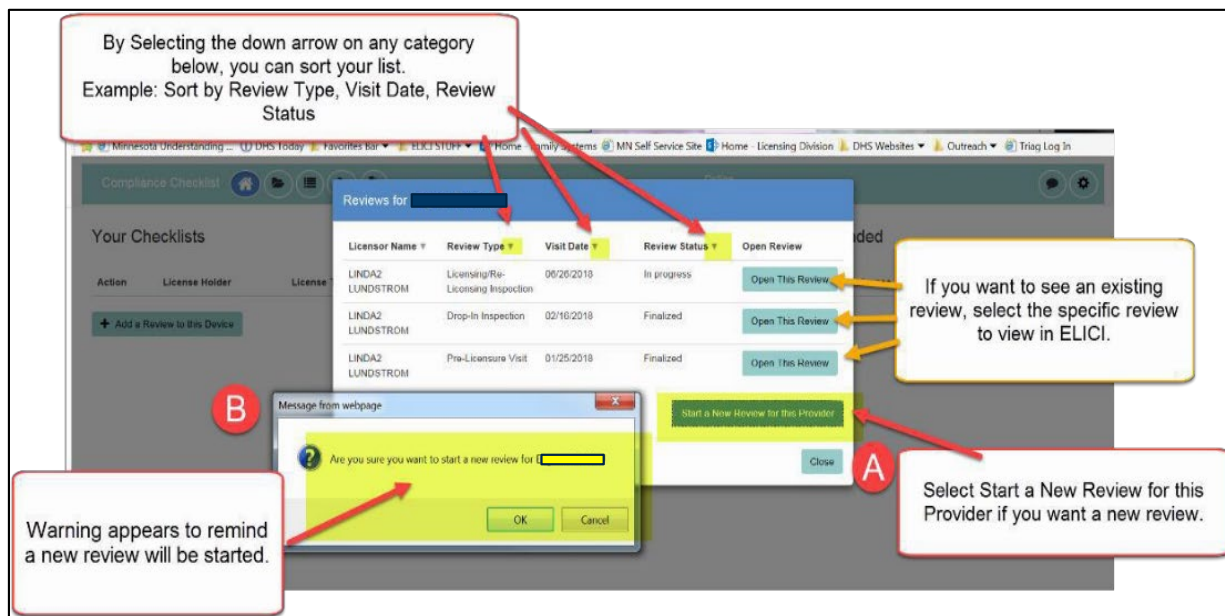 By Selecting the down arrow on any category
below, you can sort your list.
Example: Sort by Review Type, Visit Date, Review
Status
Minnesota Understanding ... DHS Today Favorites Bar ELICI STUFF Home - Family Systems MN Self Service Site Home - Licensing Division DHS Websites Outreach Triag Log In
Compliance Checklist
Reviews for
Your Checklists
Licensor Name Review Type Visit Date Review Status Open Review
Action License Holder License
LINDA2 LUNDSTROM
Licensing/Re-
Licensing Inspection
06/26/2018
In progress
Open This Review
LINDA2
LUNDSTROM
Drop-In Inspection
02/16/2018
Finalized
Open This Review
LINDA2
LUNDSTROM
Pre-Licensure Visit
01/25/2018
Finalized
Open This Review
+ Add a Review to this Device
If you want to see an existing
review, select the specific review
to view in ELICI.
Start a New Review for this Provider
Close
A
B
Message from webpage
Are you sure you want to start a new review for
OK Cancel
Select Start a New Review for this
Provider if you want a new review.
Warning appears to remind
a new review will be started.